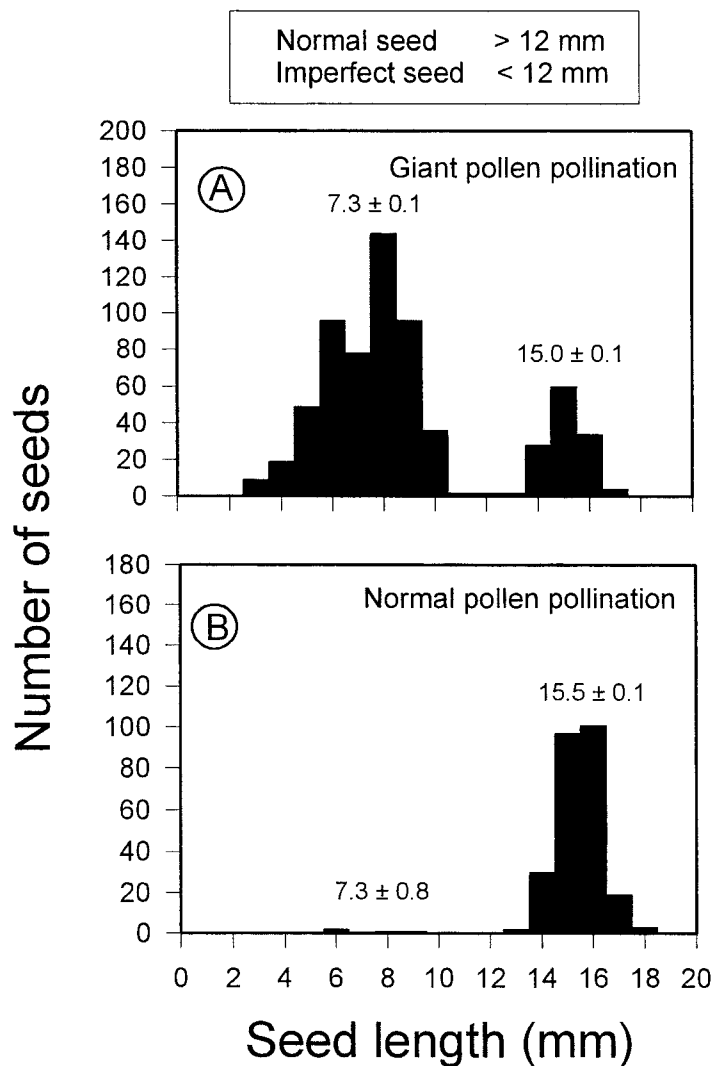 Normal seed > 12 mm
Imperfect seed < 12 mm
200
180
160
140
120
100
80
60
40
20
0
A
Giant pollen pollination
7.3 ± 0.1
15.0 ± 0.1
Number of seeds
180
160
140
120
100
80
60
40
20
0
B
Normal pollen pollination
15.5 ± 0.1
7.3 ± 0.8
0 2 4 6 8 10 12 14 16 18 20
Seed length (mm)